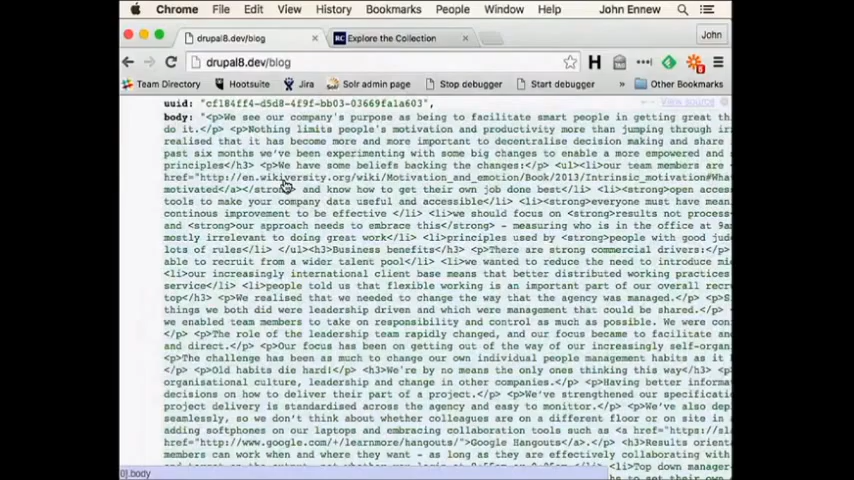 Chrome File Edit View History Bookmarks People Window Help John Ennew
drupal8.dev/blog
RC Explore the Collection
John
drupal8.dev/blog
Team Directory Hootsuite Jira Solr admin page Stop debugger Start debugger » Other Bookmarks
uuid: "cf184ff4-d5d8-4f9f-bb03-03669fa1a603",
View source
body: "<p>We see our company's purpose as being to facilitate smart people in getting great th
do it.</p> <p>Nothing limits people's motivation and productivity more than jumping through ir
realised that it has become more and more important to decentralise decision making and share
past six months we've been experimenting with some big changes to enable a more empowered and
principles</h3> <p>We have some beliefs backing the changes:</p> <ul><li>our team members are
href="http://en.wikiversity.org/wiki/Motivation_and_emotion/Book/2013/Intrinsic_motivation#Wha
motivated</a></strong> and know how to get their own job done best</li> <li><strong>open acces
tools to make your company data useful and accessible</li> <li><strong>everyone must have mean
continous improvement to be effective </li> <li>we should focus on <strong>results not process
and <strong>our approach needs to embrace this</strong> – measuring who is in the office at 9a
mostly irrelevant to doing great work</li> <li>principles used by <strong>people with good jud
lots of rules</li> </ul><h3>Business benefits</h3> <p>There are strong commercial drivers:</p>
able to recruit from a wider talent pool</li> <li>we wanted to reduce the need to introduce mi
<li>our increasingly international client base means that better distributed working practices
service</li> <li>people told us that flexible working is an important part of our overall recr
top</h3> <p>We realised that we needed to change the way that the agency was managed.</p> <p>S
things we both did were leadership driven and which were management that could be shared.</p>
we enabled team members to take on responsibility and control as much as possible. We were con
<p>The role of the leadership team rapidly changed, and our focus became to facilitate
and direct.</p> <p>Our focus has been on getting out of the way of our increasingly self-organ
<p>The challenge has been as much to change our own individual people management habits as it
<p>Old habits die hard!</p> <h3>We're by no means the only ones thinking this way</h3>
organisational culture, leadership and change in other companies.</p> <p>Having better informa
decisions on how to deliver their part of a project.</p> <p>We've strengthened our specificati
project delivery is standardised across the agency and easy to monittor.</p> <p>We've also dep
seamlessly, so we don't think about whether colleagues are on a different floor or on site in
adding softphones on our laptops and embracing collaboration tools such as <a href="https://sl
href="http://www.google.com/+/learnmore/hangouts/">Google Hangouts</a>.</p> <h3>Results orient
members can work when and where they want – as long as they are effectively collaborating with
<li>Top down manager
0].body